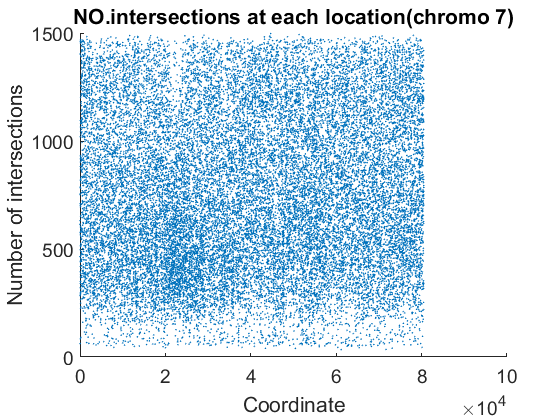 NO.intersections at each location(chromo 7)
Number of intersections
1500
1000
500
0
0 2 4 6 8 10
×10^4
Coordinate